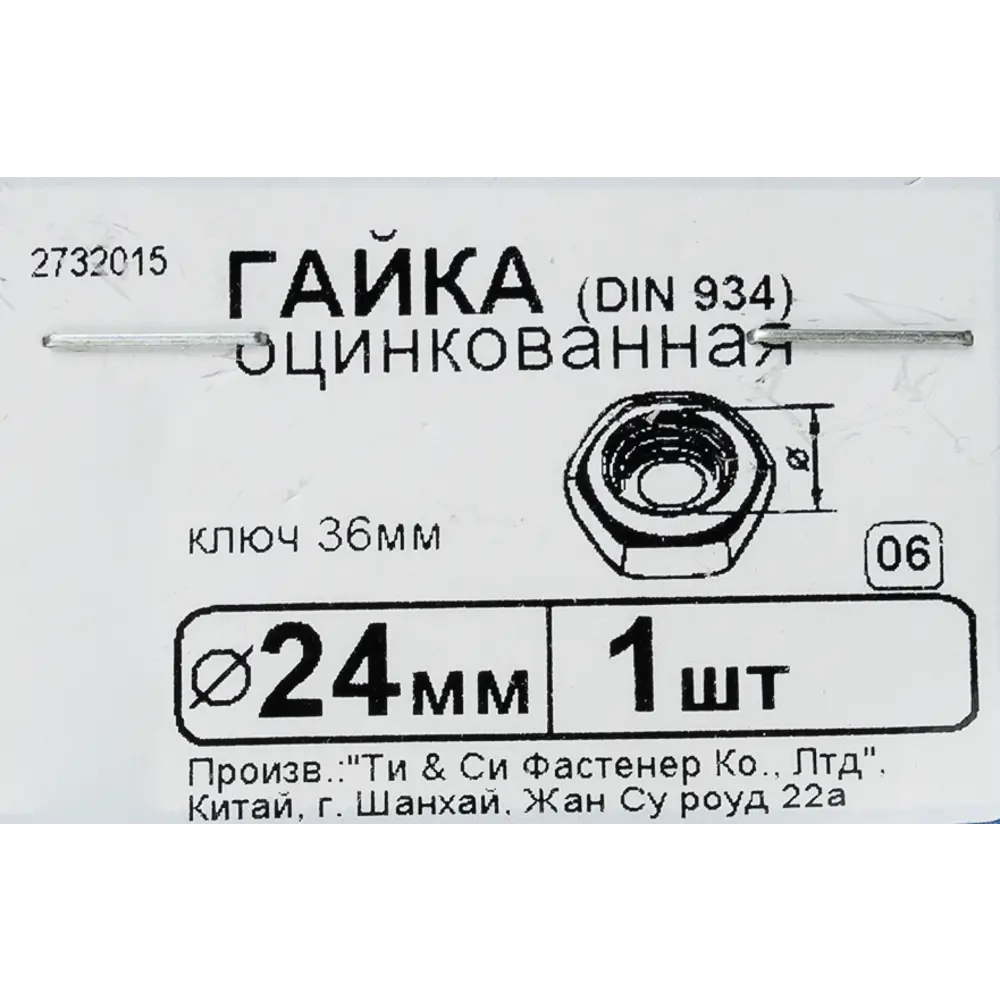 2732015
ГАЙКА (DIN 934)
оцинкованная
ø
ключ 36мм
06
ø24мм
1шт
Произв.:"Ти & Си Фастенер Ко., Лтд",
Китай, г. Шанхай, Жан Су роуд 22а